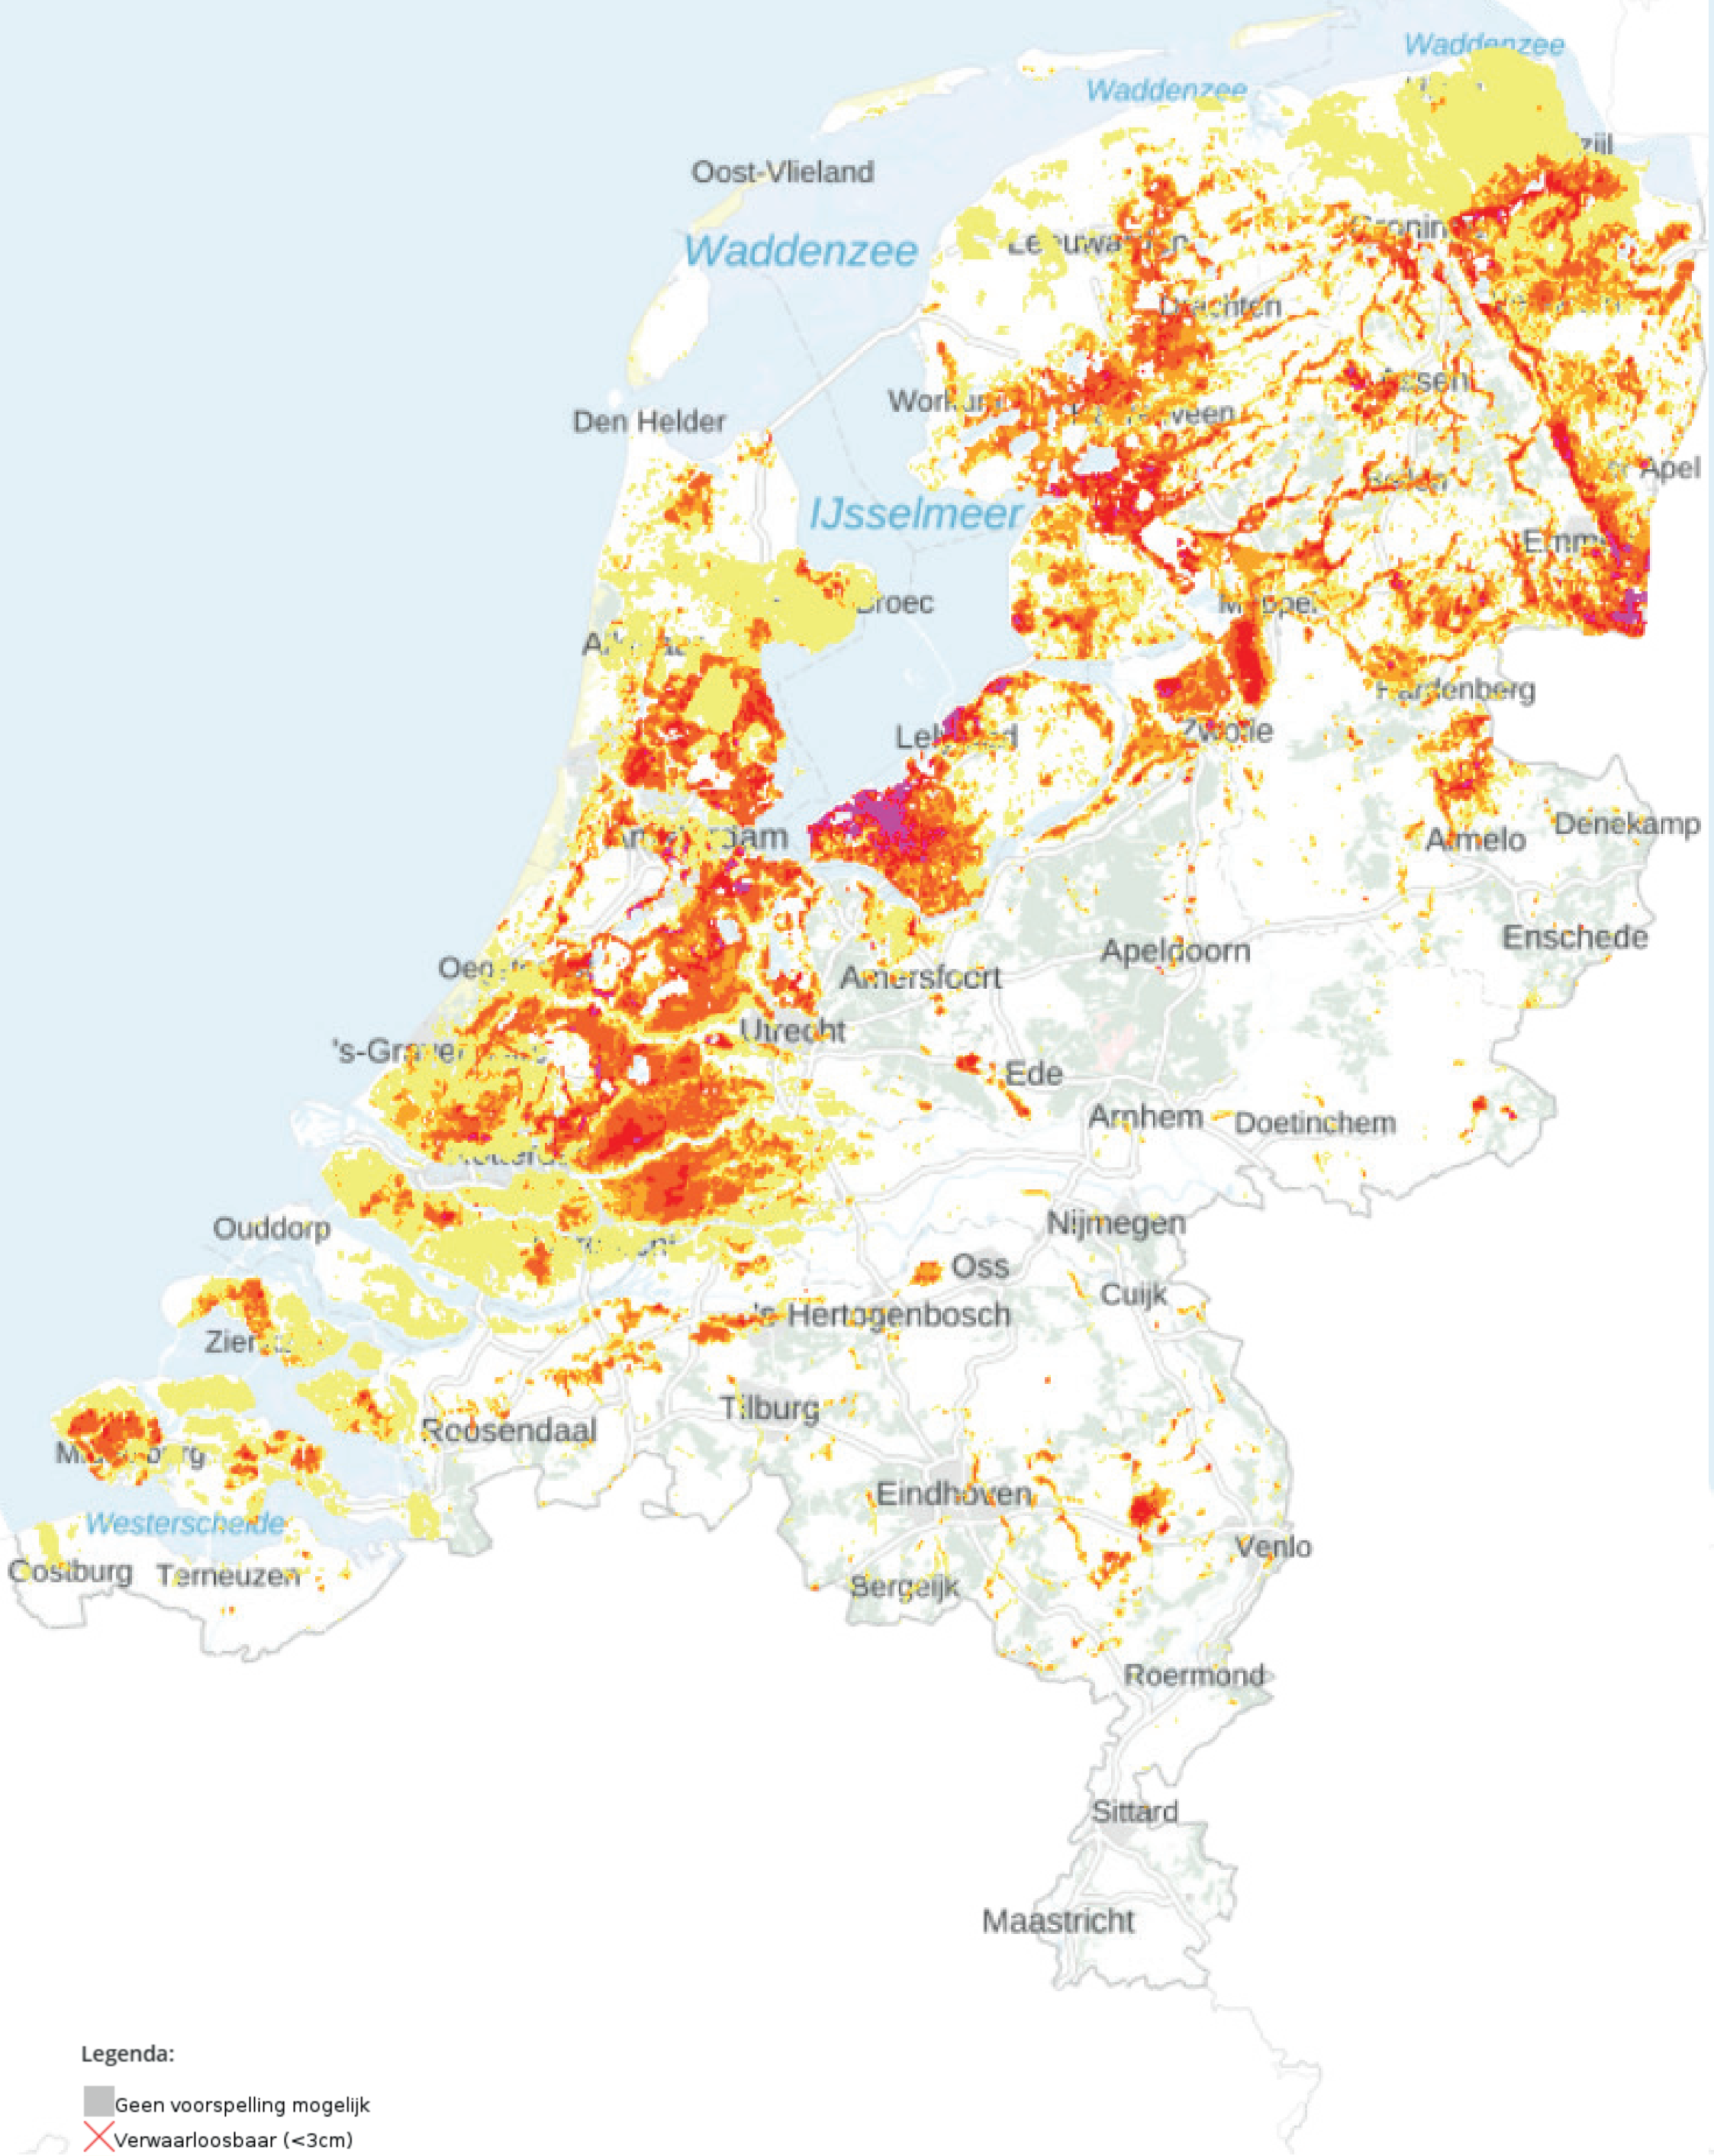 Waddenzee
Waddenzee
Oost-Vlieland
Waddenzee
Drachten
Den Helder
Assen
Apel
IJsselmeer
Hardenberg
Zwolle
Denekamp
Almelo
Enschede
Apeldoorn
Amersfoort
Utrecht
Ede
Arnhem
Doetinchem
Ouddorp
Nijmegen
Oss
Cuijk
's Hertogenbosch
Tilburg
Roosendaal
Eindhoven
Westerschelde
Venlo
Oostburg
Terneuzen
Bergeijk
Roermond
Sittard
Maastricht
Legenda:
Geen voorspelling mogelijk
Verwaarloosbaar (<3cm)